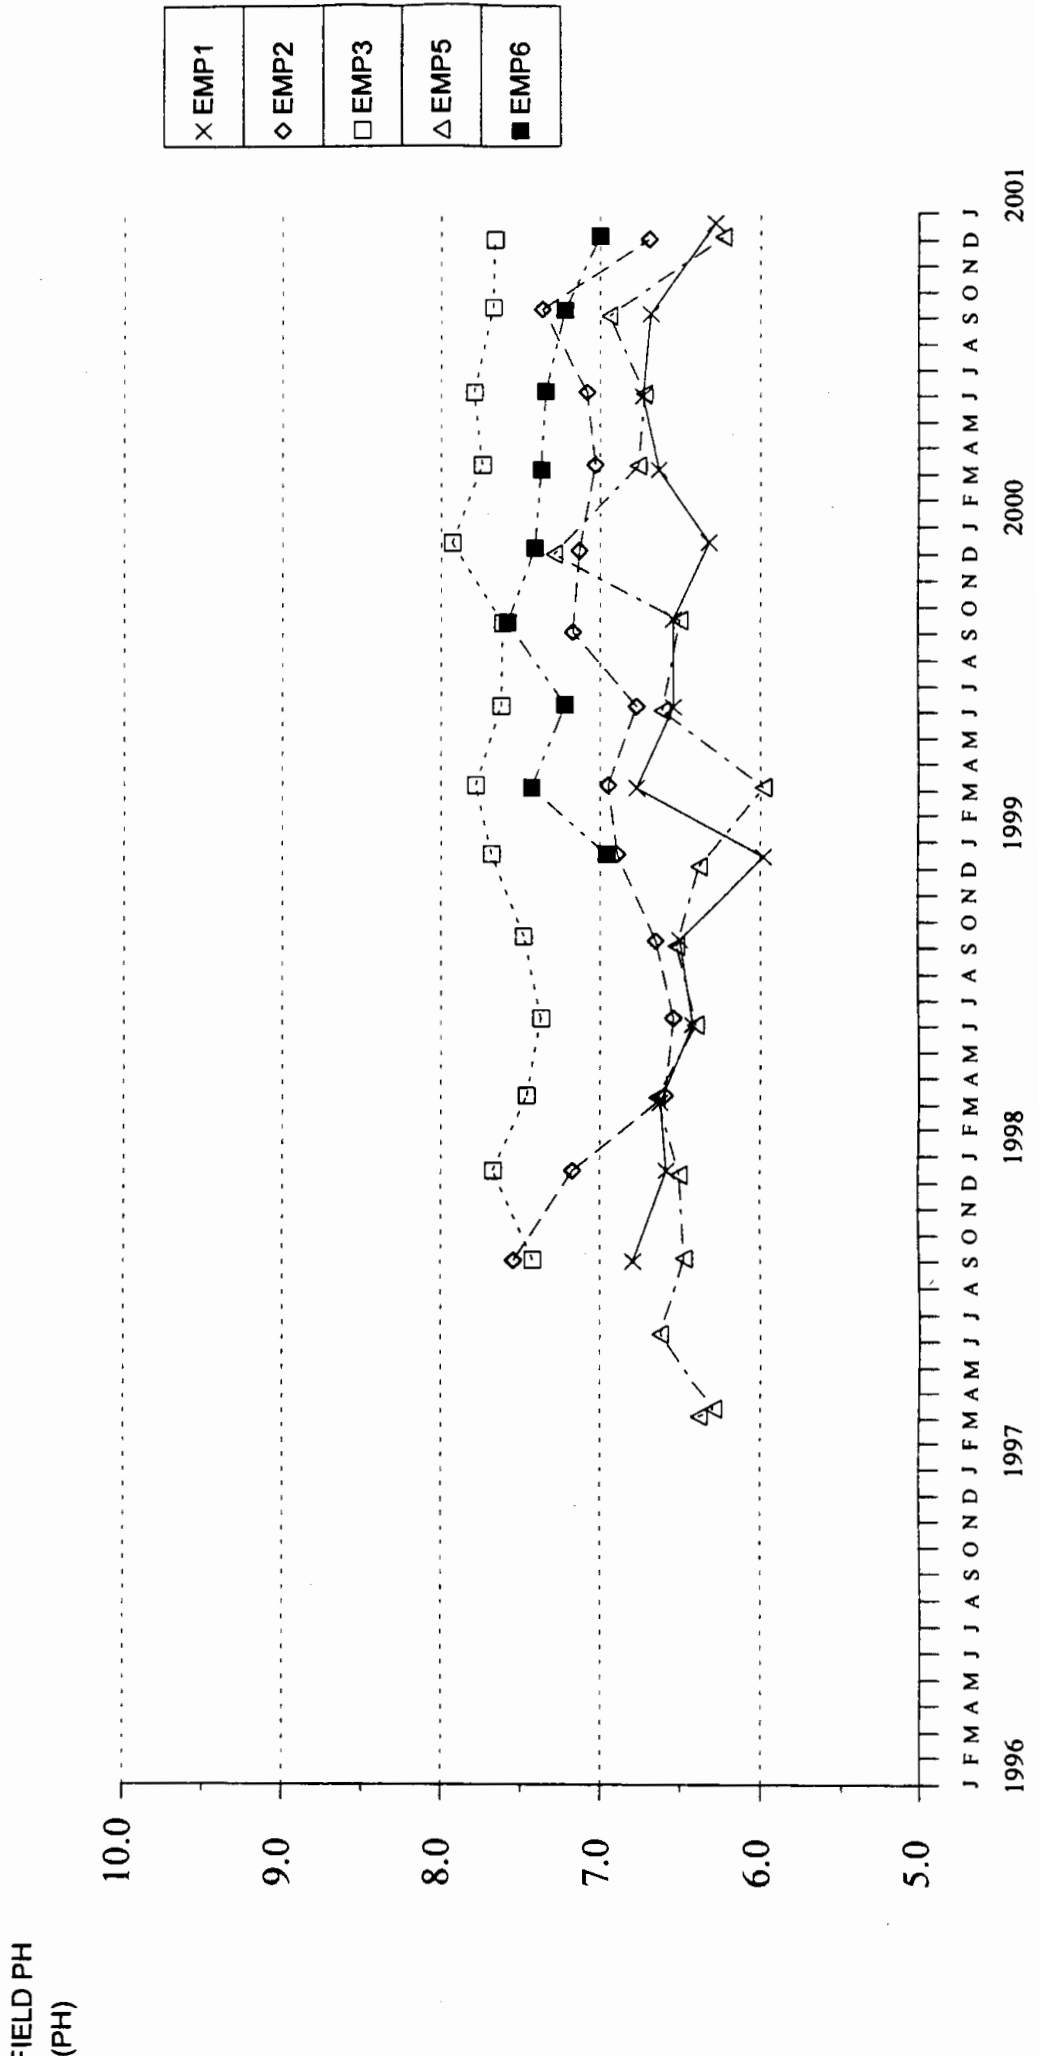 FIELD PH
(PH)
10.0
9.0
8.0
7.0
6.0
5.0
J F M A M J J A S O N D J F M A M J J A S O N D J F M A M J J A S O N D J F M A M J J A S O N D J F M A M J J A S O N D J
1996 1997 1998 1999 2000 2001
EMP1
EMP2
EMP3
EMP5
EMP6